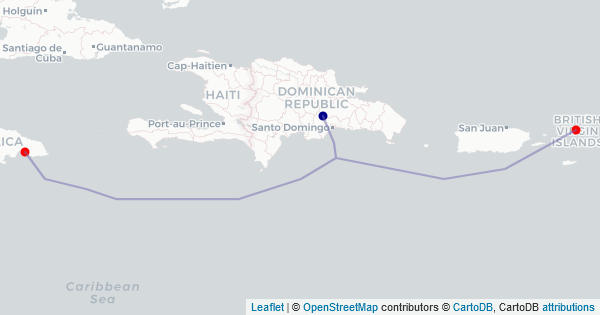 Holguín
Santiago de
Cuba
Guantanamo
Cap-Haitien
HAITI
DOMINICAN
REPUBLIC
Port-au-Prince
Santo Domingo
San Juan
BRITISH
VIRGIN
ISLANDS
ICA
Caribbean
Sea
Leaflet | © OpenStreetMap contributors © CartoDB, CartoDB attributions